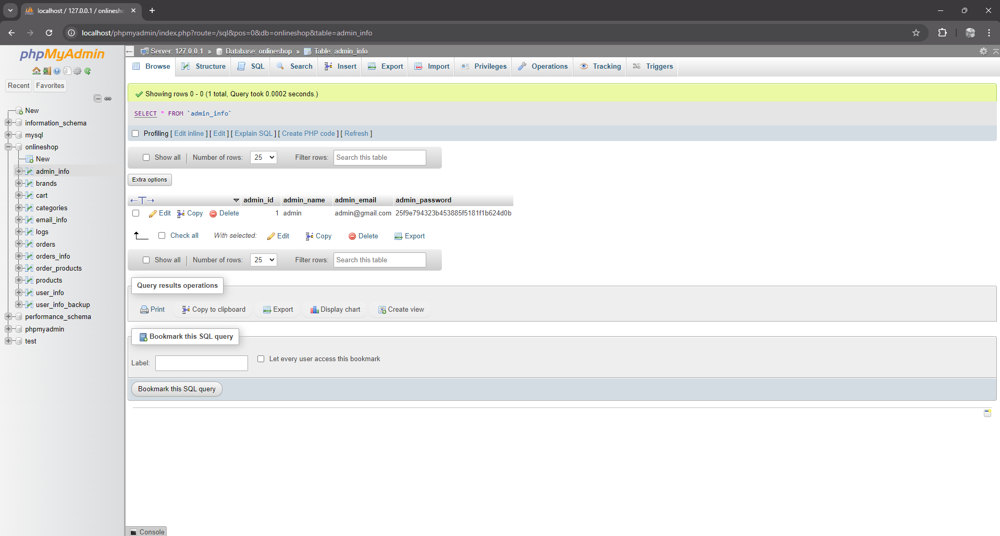 localhost / 127.0.0.1 / onlinesho
localhost/phpmyadmin/index.php?route=/sql&pos=0&db=onlineshop&table=admin_info
phpMyAdmin
Recent Favorites
New
information_schema
mysql
onlineshop
New
admin_info
brands
cart
categories
email_info
logs
orders
orders_info
order_products
products
user_info
user_info_backup
performance_schema
phpmyadmin
test
Server: 127.0.0.1 » Database: onlineshop » Table: admin_info
Browse Structure SQL Search Insert Export Import Privileges Operations Tracking Triggers
Showing rows 0 - 0 (1 total, Query took 0.0002 seconds.)
SELECT * FROM `admin_info`
Profiling [ Edit inline ] [ Edit ] [ Explain SQL ] [ Create PHP code ] [ Refresh ]
Show all Number of rows: 25 Filter rows: Search this table
Extra options
admin_id admin_name admin_email admin_password
Edit Copy Delete 1 admin admin@gmail.com 25f9e794323b453885f5181f1b624d0b
Check all With selected: Edit Copy Delete Export
Show all Number of rows: 25 Filter rows: Search this table
Query results operations
Print Copy to clipboard Export Display chart Create view
Bookmark this SQL query
Label: Let every user access this bookmark
Bookmark this SQL query
Console